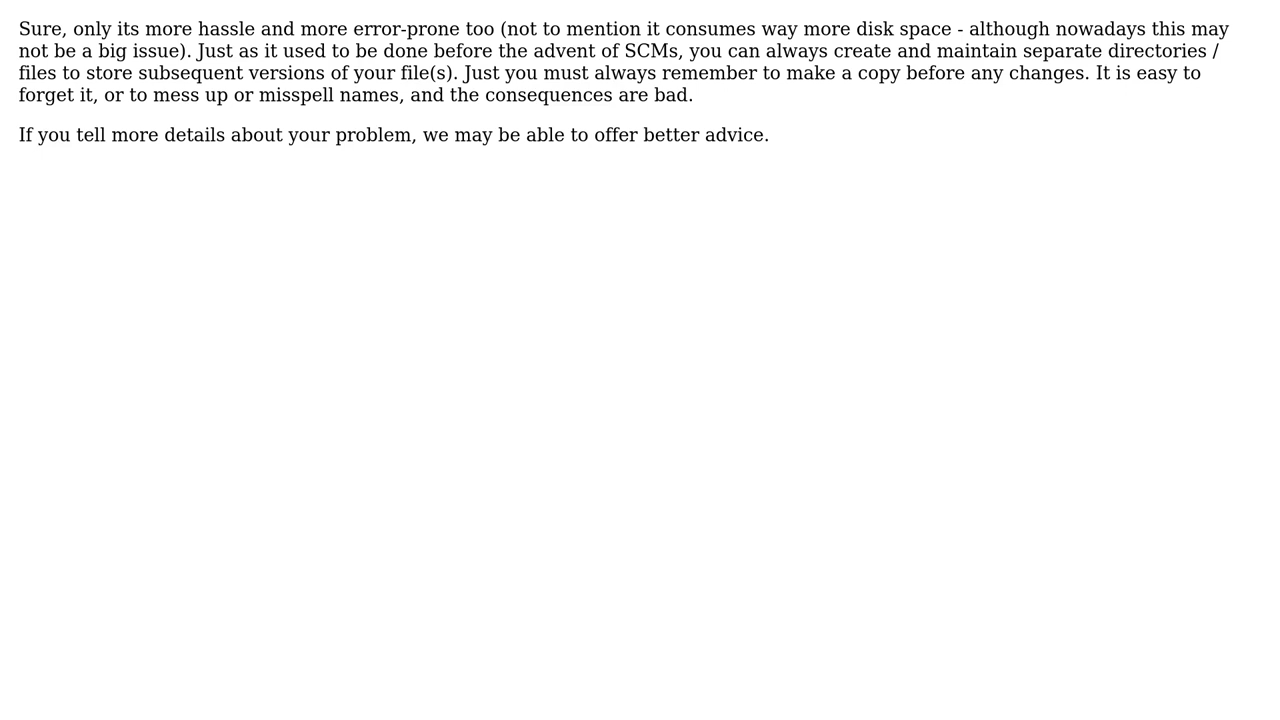 Sure, only its more hassle and more error-prone too (not to mention it consumes way more disk space - although nowadays this may
not be a big issue). Just as it used to be done before the advent of SCMs, you can always create and maintain separate directories /
files to store subsequent versions of your file(s). Just you must always remember to make a copy before any changes. It is easy to
forget it, or to mess up or misspell names, and the consequences are bad.
If you tell more details about your problem, we may be able to offer better advice.